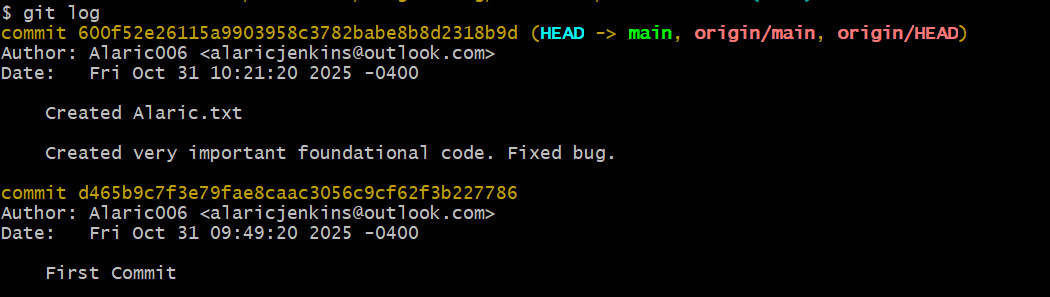 $ git log
commit 600f52e26115a9903958c3782babe8b8d2318b9d (HEAD -> main, origin/main, origin/HEAD)
Author: Alaric006 <alaricjenkins@outlook.com>
Date:   Fri Oct 31 10:21:20 2025 -0400
    Created Alaric.txt
    Created very important foundational code. Fixed bug.
commit d465b9c7f3e79fae8caac3056c9cf62f3b227786
Author: Alaric006 <alaricjenkins@outlook.com>
Date:   Fri Oct 31 09:49:20 2025 -0400
    First Commit